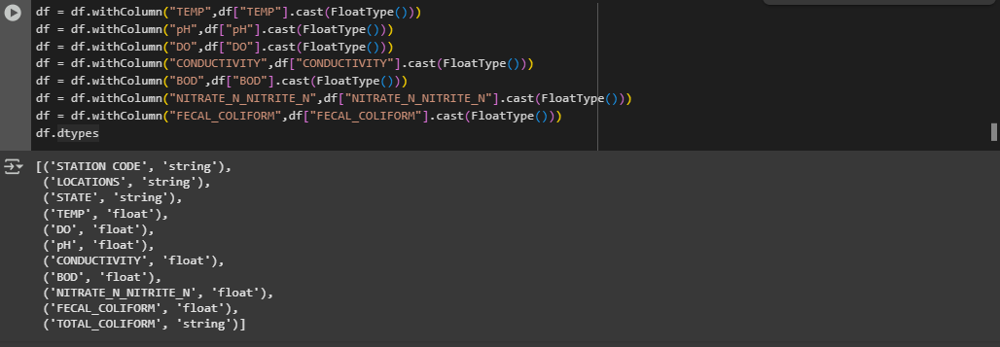 df = df.withColumn("TEMP",df["TEMP"].cast(FloatType()))
df = df.withColumn("pH",df["pH"].cast(FloatType()))
df = df.withColumn("DO",df["DO"].cast(FloatType()))
df = df.withColumn("CONDUCTIVITY",df["CONDUCTIVITY"].cast(FloatType()))
df = df.withColumn("BOD",df["BOD"].cast(FloatType()))
df = df.withColumn("NITRATE_N_NITRITE_N",df["NITRATE_N_NITRITE_N"].cast(FloatType()))
df = df.withColumn("FECAL_COLIFORM",df["FECAL_COLIFORM"].cast(FloatType()))
df.dtypes
[('STATION CODE', 'string'),
('LOCATIONS', 'string'),
('STATE', 'string'),
('TEMP', 'float'),
('DO', 'float'),
('pH', 'float'),
('CONDUCTIVITY', 'float'),
('BOD', 'float'),
('NITRATE_N_NITRITE_N', 'float'),
('FECAL_COLIFORM', 'float'),
('TOTAL_COLIFORM', 'string')]